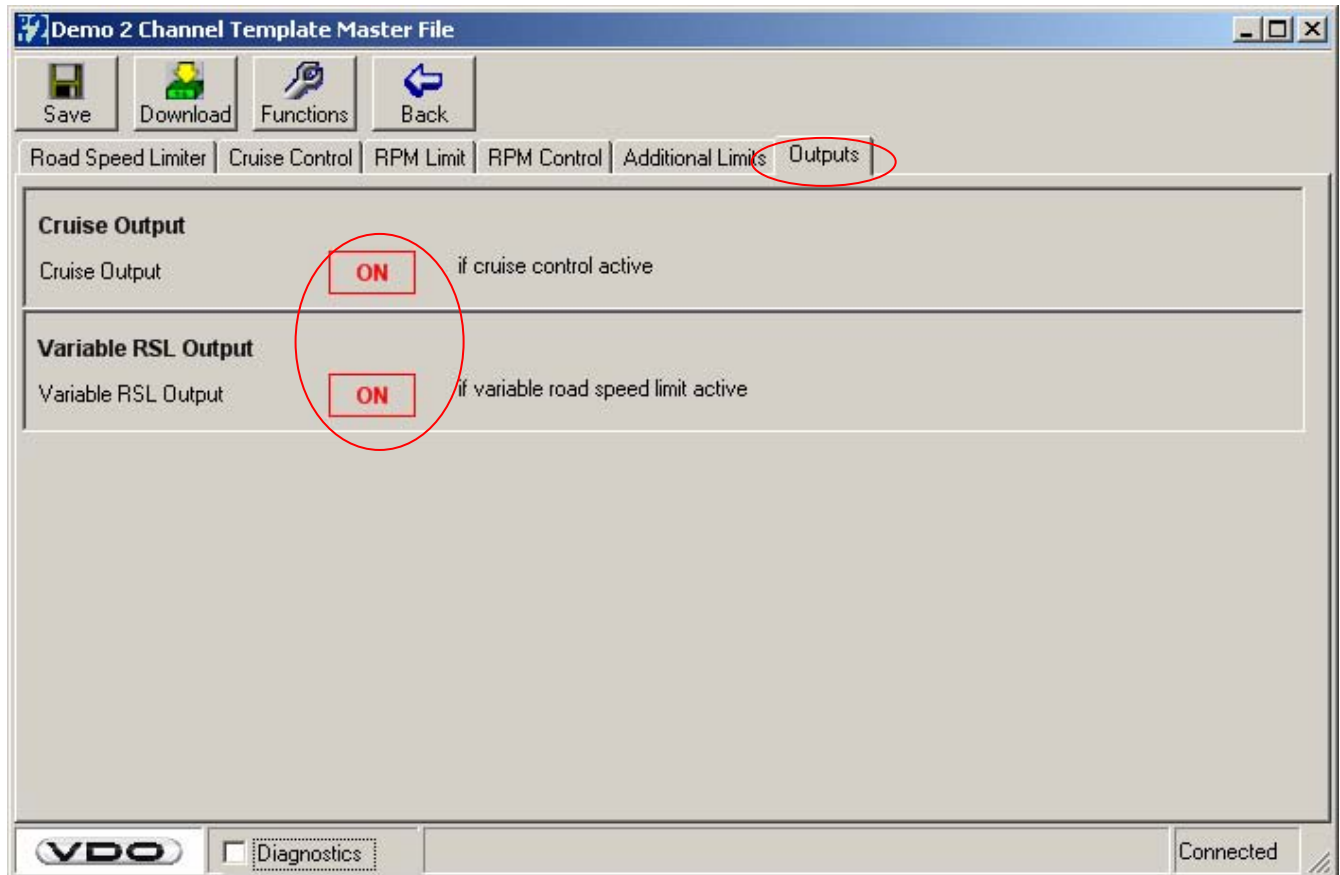 Demo 2 Channel Template Master File
Save Download Functions Back
Road Speed Limiter Cruise Control RPM Limit RPM Control Additional Limits Outputs
Cruise Output
Cruise Output ON if cruise control active
Variable RSL Output
Variable RSL Output ON if variable road speed limit active
VDO Diagnostics Connected